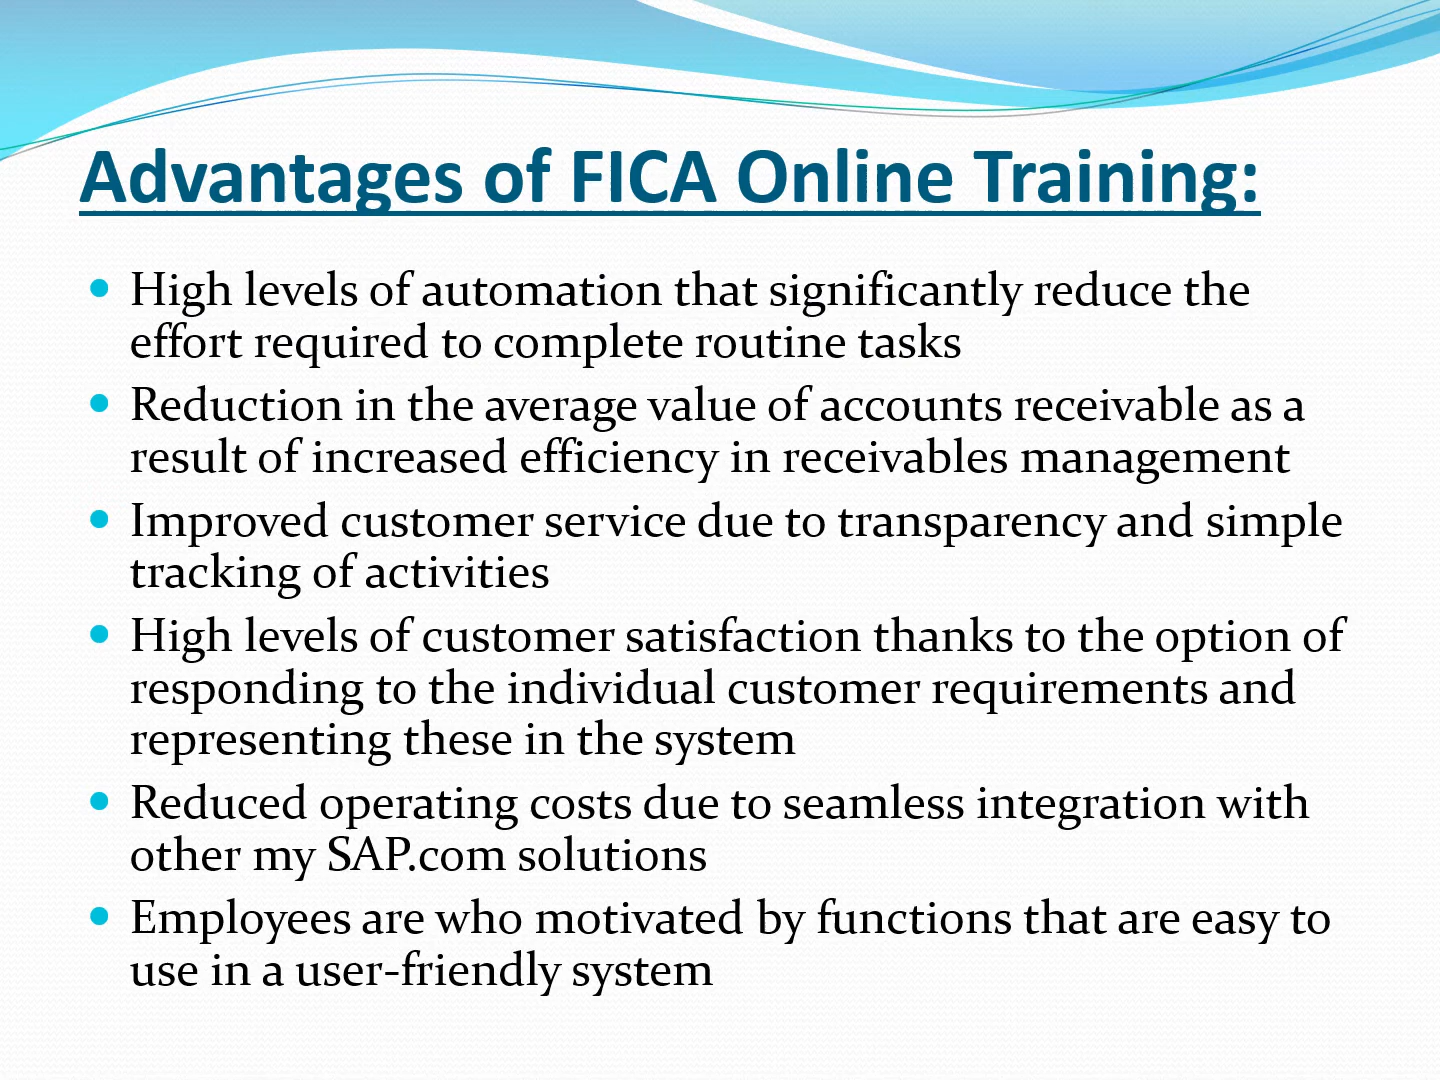 Advantages of FICA Online Training:
• High levels of automation that significantly reduce the
effort required to complete routine tasks
• Reduction in the average value of accounts receivable as a
result of increased efficiency in receivables management
• Improved customer service due to transparency and simple
tracking of activities
• High levels of customer satisfaction thanks to the option of
responding to the individual customer requirements and
representing these in the system
• Reduced operating costs due to seamless integration with
other my SAP.com solutions
• Employees are who motivated by functions that are easy to
use in a user-friendly system